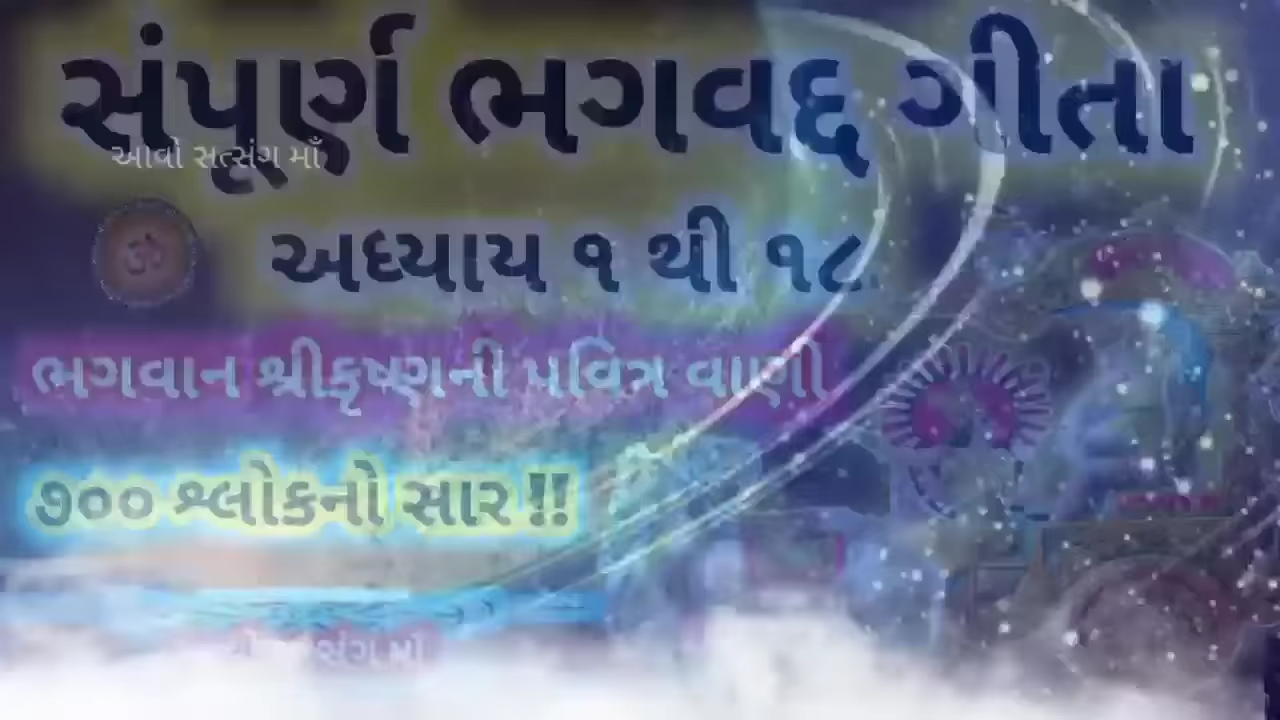 સંપૂર્ણ ભગવદ્દ ગીતા
આવો સત્સંગ માઁ
ૐ
અધ્યાય ૧ થી ૧૮
ભગવાન શ્રીકૃષ્ણની પવિત્ર વાણી
૭૦૦ શ્લોકનો સાર !!